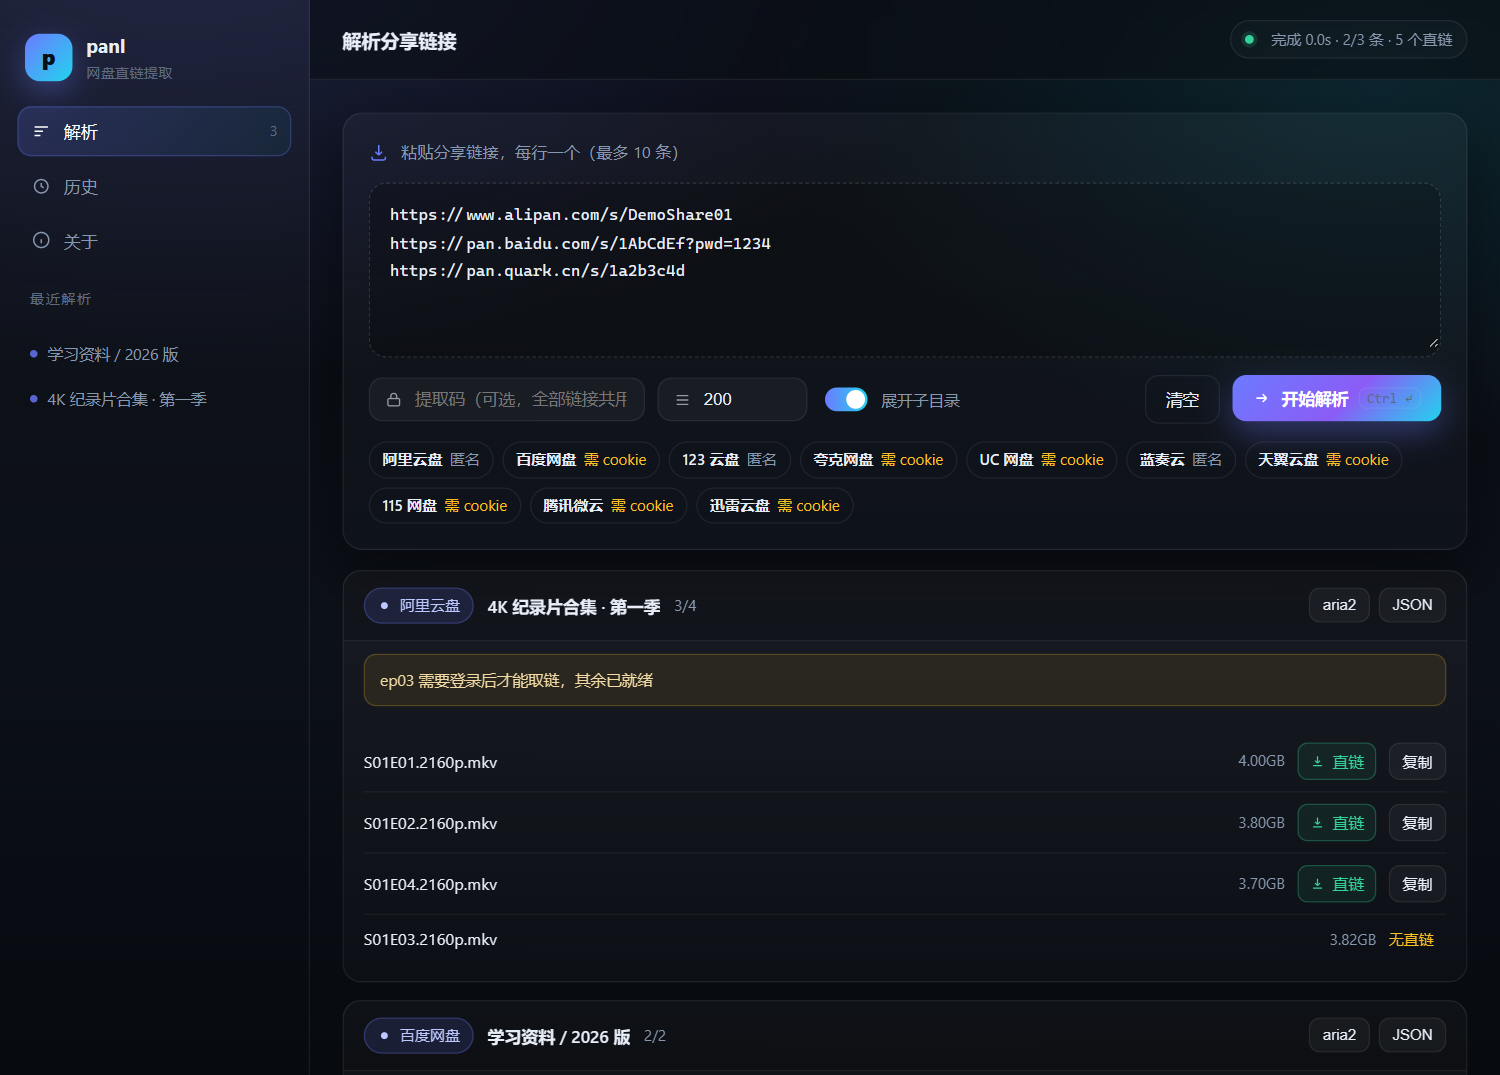 panl
网盘直链提取
解析 3
历史
关于
最近解析
学习资料 / 2026 版
4K 纪录片合集 · 第一季
解析分享链接
完成 0.0s · 2/3 条 · 5 个直链
粘贴分享链接，每行一个（最多 10 条）
https://www.alipan.com/s/DemoShare01
https://pan.baidu.com/s/1AbCdEf?pwd=1234
https://pan.quark.cn/s/1a2b3c4d
提取码（可选，全部链接共用 200 展开子目录 清空 开始解析 Ctrl ↵
阿里云盘 匿名 百度网盘 需 cookie 123 云盘 匿名 夸克网盘 需 cookie UC 网盘 需 cookie 蓝奏云 匿名 天翼云盘 需 cookie
115 网盘 需 cookie 腾讯微云 需 cookie 迅雷云盘 需 cookie
阿里云盘 4K 纪录片合集 · 第一季 3/4 aria2 JSON
ep03 需要登录后才能取链，其余已就绪
S01E01.2160p.mkv 4.00GB 直链 复制
S01E02.2160p.mkv 3.80GB 直链 复制
S01E04.2160p.mkv 3.70GB 直链 复制
S01E03.2160p.mkv 3.82GB 无直链
百度网盘 学习资料 / 2026 版 2/2 aria2 JSON